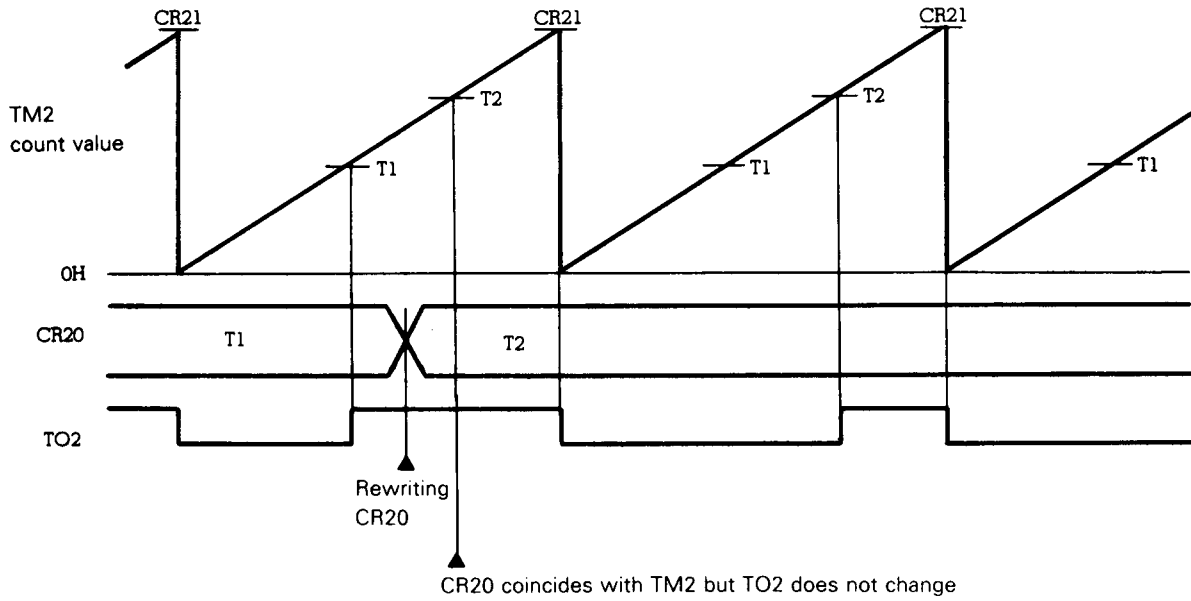 CR21
CR21
CR21
TM2
count value
T2
T2
T1
T1
T1
0H
CR20
T1
T2
TO2
Rewriting
CR20
CR20 coincides with TM2 but TO2 does not change